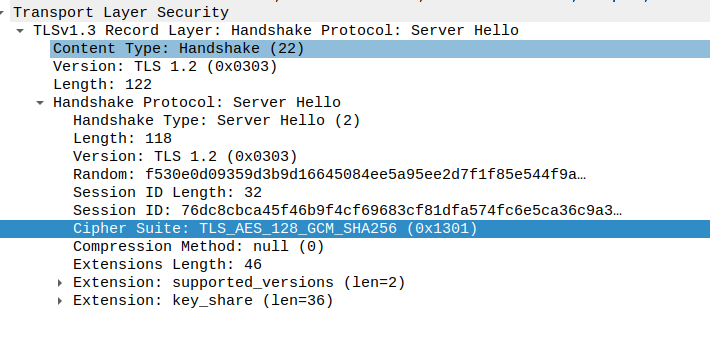 Transport Layer Security
TLSv1.3 Record Layer: Handshake Protocol: Server Hello
Content Type: Handshake (22)
Version: TLS 1.2 (0x0303)
Length: 122
Handshake Protocol: Server Hello
Handshake Type: Server Hello (2)
Length: 118
Version: TLS 1.2 (0x0303)
Random: f530e0d09359d3b9d16645084ee5a95ee2d7f1f85e544f9a…
Session ID Length: 32
Session ID: 76dc8cbca45f46b9f4cf69683cf81dfa574fc6e5ca36c9a3…
Cipher Suite: TLS_AES_128_GCM_SHA256 (0x1301)
Compression Method: null (0)
Extensions Length: 46
Extension: supported_versions (len=2)
Extension: key_share (len=36)